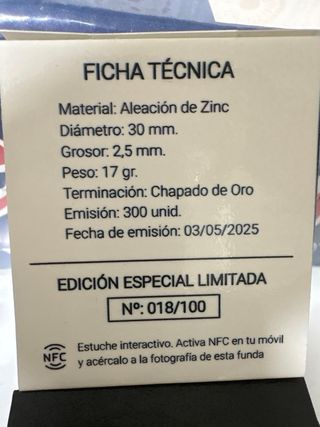 FICHA TÉCNICA
Material: Aleación de Zinc
Diámetro: 30 mm.
Grosor: 2,5 mm.
Peso: 17 gr.
Terminación: Chapado de Oro
Emisión: 300 unid.
Fecha de emisión: 03/05/2025
EDICIÓN ESPECIAL LIMITADA
Nº: 018/100
NFC
Estuche interactivo. Activa NFC en tu móvil
y acércalo a la fotografía de esta funda